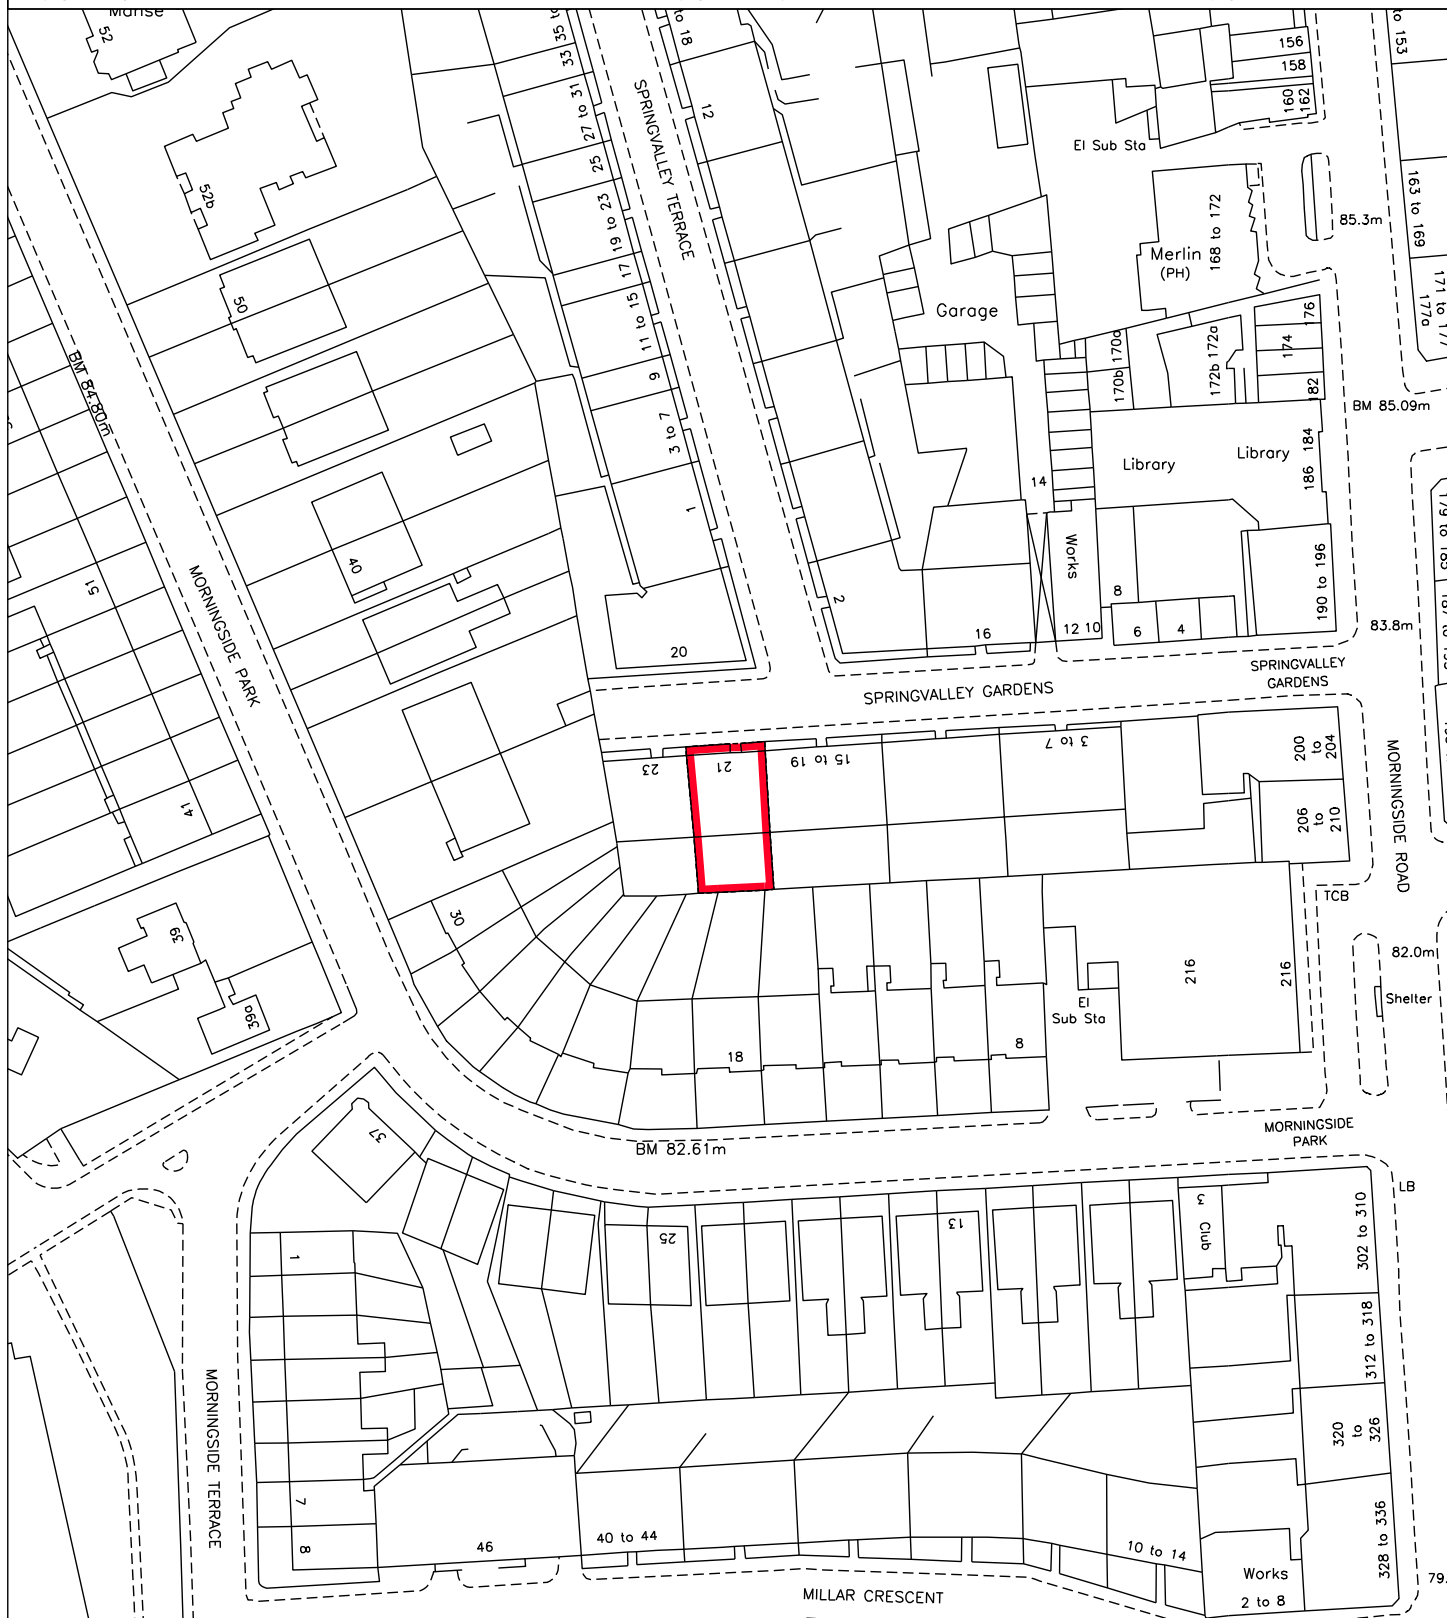 Manse
52
35 to
33
27 to 31
25
19 to 23
17
11 to 15
9
3 to 7
1
to 18
12
SPRINGVALLEY TERRACE
156
158
160
162
to 153
El Sub Sta
52b
163 to 169
85.3m
168 to 172
Merlin
(PH)
50
Garage
171 to 177
177a
176
174
182
170a
170b
172a
172b
BM 84.80m
BM 85.09m
184
186
Library
Library
14
40
Works
51
8
190 to 196
179 to 185
2
16
12
10
6
4
83.8m
20
MORNINGSIDE PARK
SPRINGVALLEY GARDENS
SPRINGVALLEY
GARDENS
23
21
15 to 19
3 to 7
200
to
204
206
to
210
MORNINGSIDE ROAD
41
TCB
30
39
39a
82.0m
216
216
El
Sub Sta
Shelter
18
8
37
BM 82.61m
MORNINGSIDE
PARK
LB
3
Club
302 to 310
25
13
1
312 to 318
320
to
326
MORNINGSIDE TERRACE
7
8
46
40 to 44
10 to 14
328 to 336
Works
2 to 8
MILLAR CRESCENT
79.